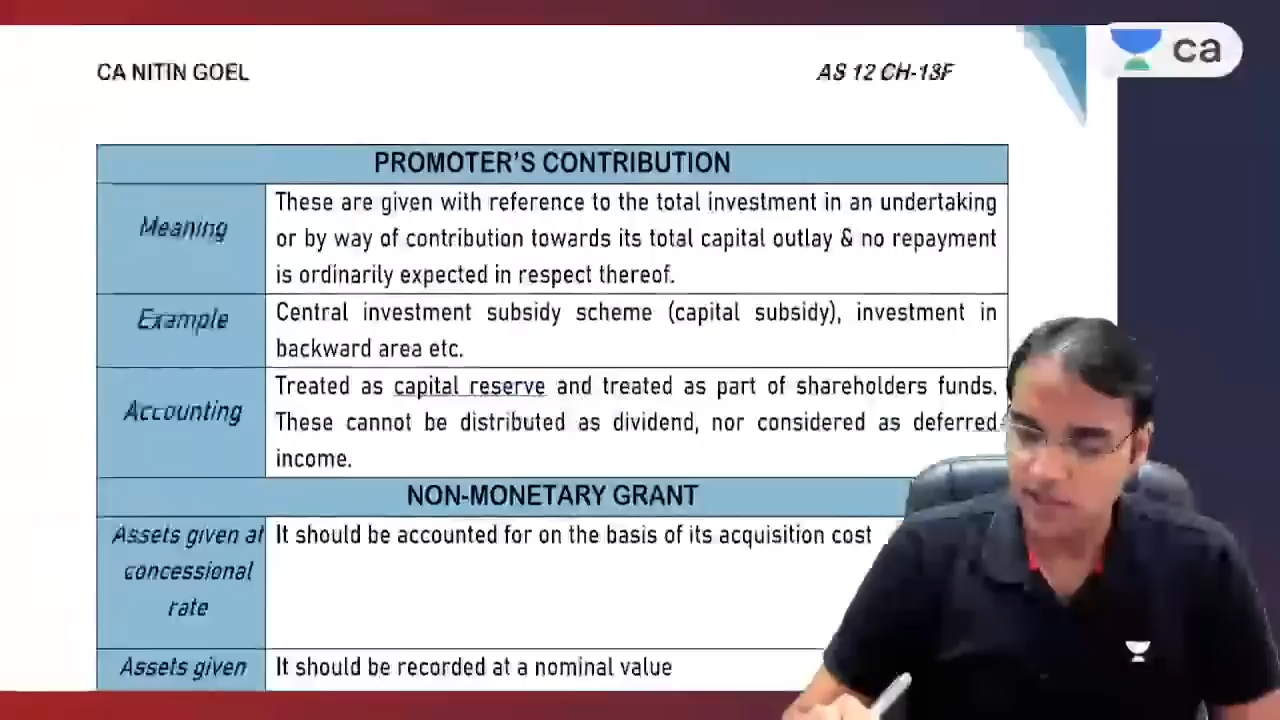 CA NITIN GOEL
AS 12 CH-13F
ca
PROMOTER'S CONTRIBUTION
Meaning
These are given with reference to the total investment in an undertaking
or by way of contribution towards its total capital outlay & no repayment
is ordinarily expected in respect thereof.
Example
Central investment subsidy scheme (capital subsidy), investment in
backward area etc.
Accounting
Treated as capital reserve and treated as part of shareholders funds.
These cannot be distributed as dividend, nor considered as deferred
income.
NON-MONETARY GRANT
Assets given at
concessional
rate
It should be accounted for on the basis of its acquisition cost
Assets given
It should be recorded at a nominal value